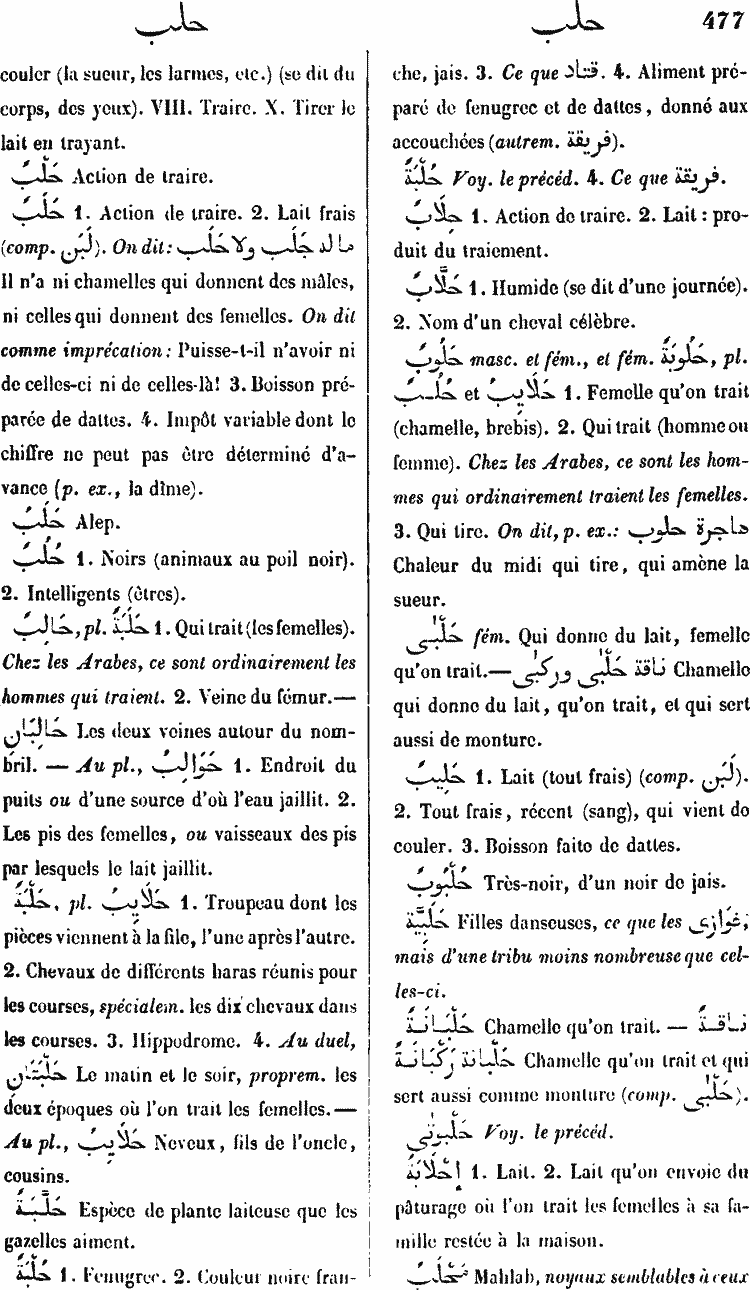 حلب
حلب
477
couler (la sueur, les larmes, etc.) (se dit du
corps, des yeux). VIII. Traire. X. Tirer le
lait en trayant.
حَلْبٌ Action de traire.
حَلَبٌ 1. Action de traire. 2. Lait frais
(comp. لَبَن). On dit: ما له حَلَب ولا جَلَب
Il n'a ni chamelles qui donnent des mâles,
ni celles qui donnent des femelles. On dit
comme imprécation: Puisse-t-il n'avoir ni
de celles-ci ni de celles-là! 3. Boisson pré-
parée de dattes. 4. Impôt variable dont le
chiffre ne peut pas être déterminé d'a-
vance (p. ex., la dîme).
حَلَبُ Alep.
حُلُبٌ 1. Noirs (animaux au poil noir).
2. Intelligents (êtres).
حَالِبٌ, pl. حَلَبَةٌ 1. Qui trait (les femelles).
Chez les Arabes, ce sont ordinairement les
hommes qui traient. 2. Veine du fémur.—
حَالِبَانِ Les deux veines autour du nom-
bril. — Au pl., حَوَالِبُ 1. Endroit du
puits ou d'une source d'où l'eau jaillit. 2.
Les pis des femelles, ou vaisseaux des pis
par lesquels le lait jaillit.
حَلْبَةٌ, pl. حَلَائِبُ 1. Troupeau dont les
pièces viennent à la file, l'une après l'autre.
2. Chevaux de différents haras réunis pour
les courses, spécialem. les dix chevaux dans
les courses. 3. Hippodrome. 4. Au duel,
حَلْبَتَانِ Le matin et le soir, proprem. les
deux époques où l'on trait les femelles.—
Au pl., حَلَائِبُ Neveux, fils de l'oncle,
cousins.
حُلَّبَةٌ Espèce de plante laiteuse que les
gazelles aiment.
حُلْبَةٌ 1. Fenugrec. 2. Couleur noire fran-
che, jais. 3. Ce que قتاد. 4. Aliment pré-
paré de fenugrec et de dattes, donné aux
accouchées (autrem. فريقة).
حُلُبَةٌ Voy. le précéd. 4. Ce que فريقة.
حِلَابٌ 1. Action de traire. 2. Lait: pro-
duit du traiement.
حَلَّابٌ 1. Humide (se dit d'une journée).
2. Nom d'un cheval célèbre.
حَلُوبٌ masc. et fém., et fém. حَلُوبَةٌ, pl.
حُلُبٌ et حَلَائِبُ 1. Femelle qu'on trait
(chamelle, brebis). 2. Qui trait (homme ou
femme). Chez les Arabes, ce sont les hom-
mes qui ordinairement traient les femelles.
3. Qui tire. On dit, p. ex.: هاجرة حلوب
Chaleur du midi qui tire, qui amène la
sueur.
حَلْبَى fém. Qui donne du lait, femelle
qu'on trait.—ناقة حَلْبَى وركبَى Chamelle
qui donne du lait, qu'on trait, et qui sert
aussi de monture.
حَلِيبٌ 1. Lait (tout frais) (comp. لَبَن).
2. Tout frais, récent (sang), qui vient de
couler. 3. Boisson faite de dattes.
حُلْبُوبٌ Très-noir, d'un noir de jais.
حَلَبِيَّة Filles danseuses, ce que les غَوَازِى,
mais d'une tribu moins nombreuse que cel-
les-ci.
حَلْبَانَةٌ Chamelle qu'on trait. — ناقةٌ
حَلْبَانة رَكْبَانَةٌ Chamelle qu'on trait et qui
sert aussi comme monture (comp. حَلْبَى).
حَلَبُوتَى Voy. le précéd.
إِحْلَابَةٌ 1. Lait. 2. Lait qu'on envoie du
pâturage où l'on trait les femelles à sa fa-
mille restée à la maison.
مَحْلَبٌ Mahlab, noyaux semblables à ceux